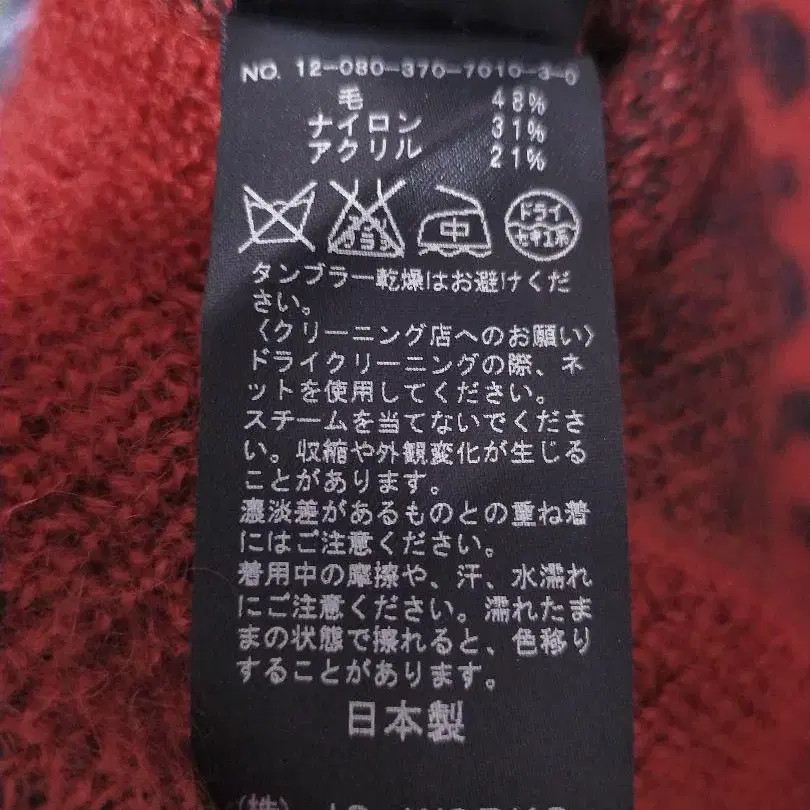 NO. 12-080-370-7010-3-0
毛 48%
ナイロン 31%
アクリル 21%
中 ドライ
セキユ系
タンブラー乾燥はお避けくだ
さい。
〈クリーニング店へのお願い〉
ドライクリーニングの際、ネ
ットを使用してください。
スチームを当てないでくださ
い。収縮や外観変化が生じる
ことがあります。
濃淡差があるものとの重ね着
にはご注意ください。
着用中の摩擦や、汗、水濡れ
にご注意ください。濡れたま
まの状態で擦れると、色移り
することがあります。
日本製
(株)